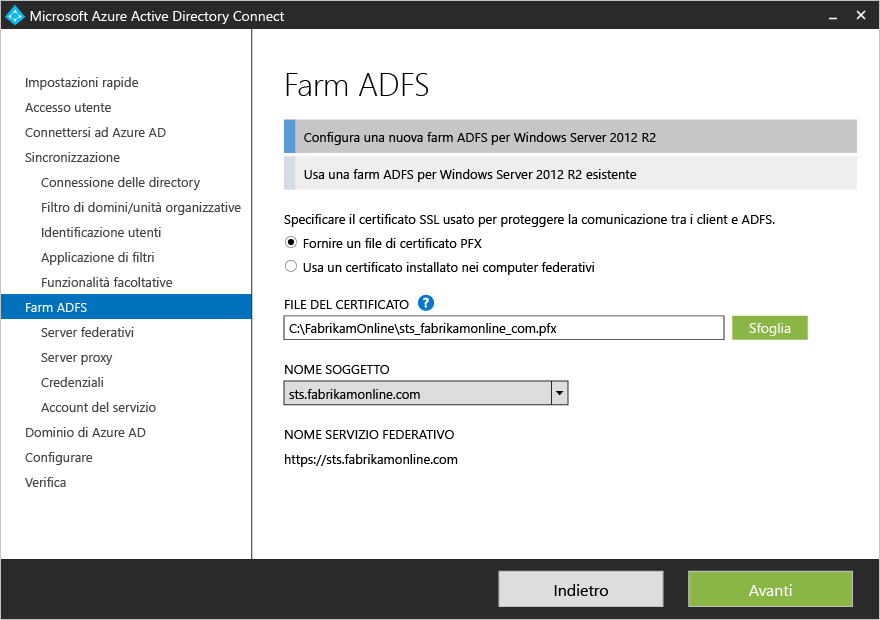 Microsoft Azure Active Directory Connect
Impostazioni rapide
Accesso utente
Connettersi ad Azure AD
Sincronizzazione
Connessione delle directory
Filtro di domini/unità organizzative
Identificazione utenti
Applicazione di filtri
Funzionalità facoltative
Farm ADFS
Server federativi
Server proxy
Credenziali
Account del servizio
Dominio di Azure AD
Configurare
Verifica
Farm ADFS
Configura una nuova farm ADFS per Windows Server 2012 R2
Usa una farm ADFS per Windows Server 2012 R2 esistente
Specificare il certificato SSL usato per proteggere la comunicazione tra i client e ADFS.
Fornire un file di certificato PFX
Usa un certificato installato nei computer federativi
FILE DEL CERTIFICATO ?
C:\FabrikamOnline\sts_fabrikamonline_com.pfx
Sfoglia
NOME SOGGETTO
sts.fabrikamonline.com
NOME SERVIZIO FEDERATIVO
https://sts.fabrikamonline.com
Indietro
Avanti